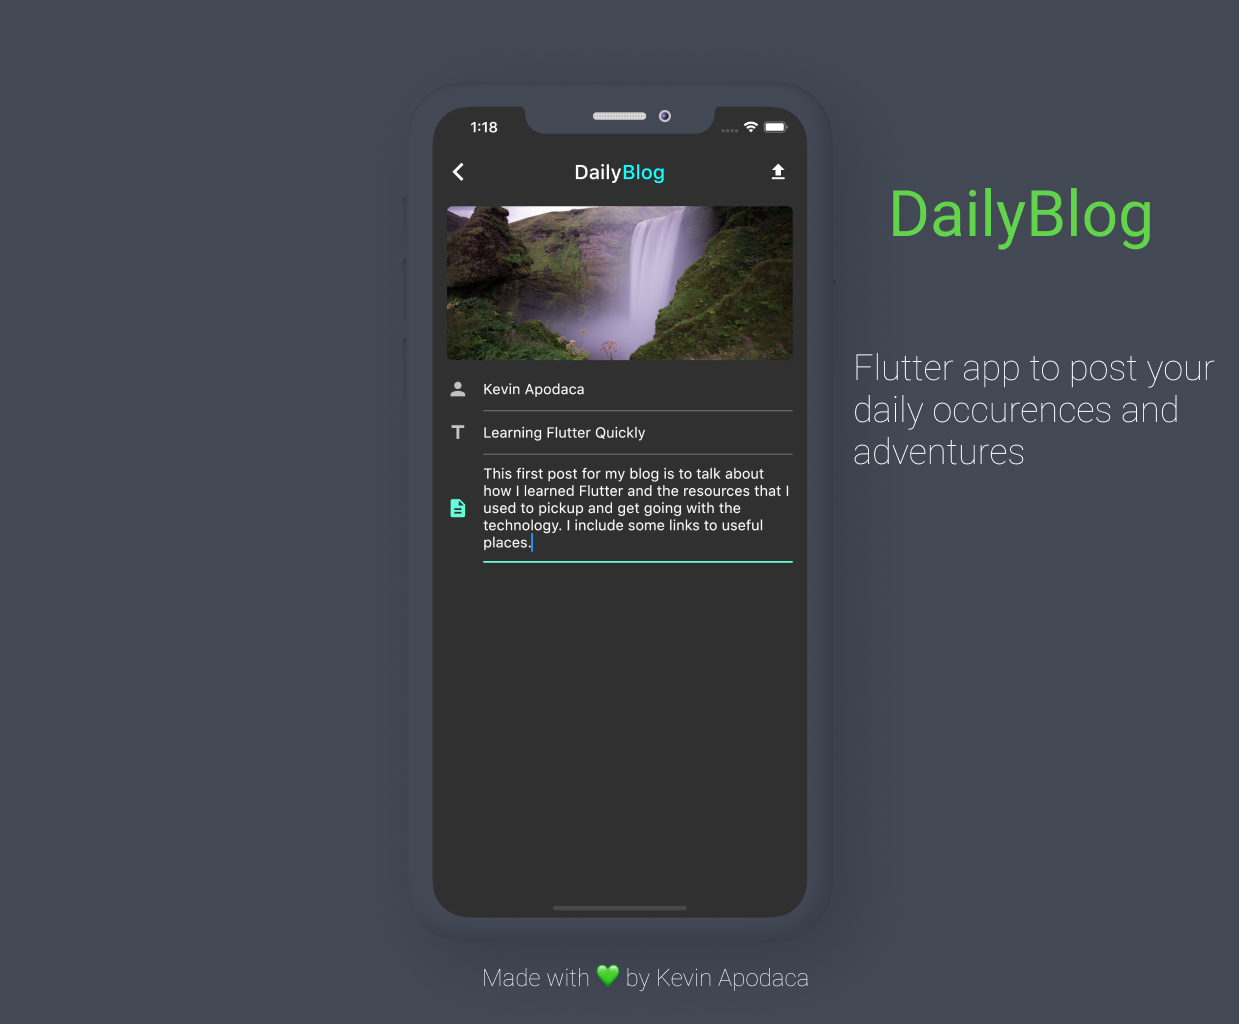 1:18
DailyBlog
Kevin Apodaca
Learning Flutter Quickly
This first post for my blog is to talk about
how I learned Flutter and the resources that I
used to pickup and get going with the
technology. I include some links to useful
places.
DailyBlog
Flutter app to post your
daily occurences and
adventures
Made with 💚 by Kevin Apodaca